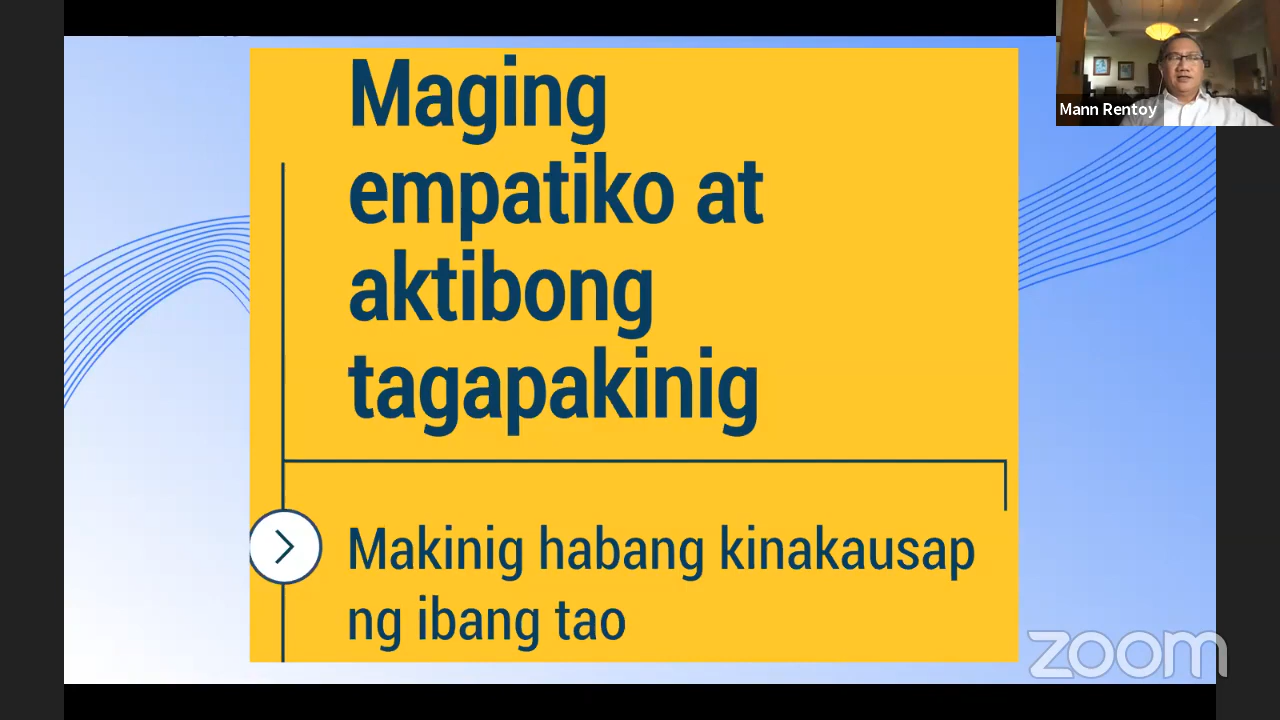 Maging
empatiko at
aktibong
tagapakinig
Makinig habang kinakausap
ng ibang tao
Mann Rentoy
zoom